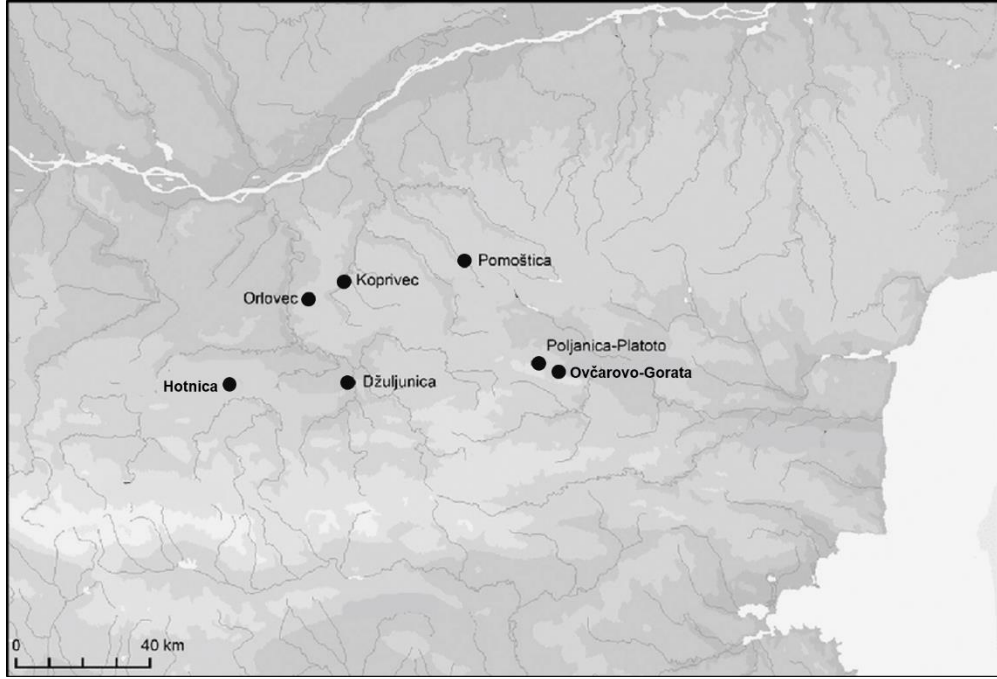 Pomoštica
Koprivec
Orlovec
Poljanica-Platoto
Ovčarovo-Gorata
Hotnica
Džuljunica
0 40 km